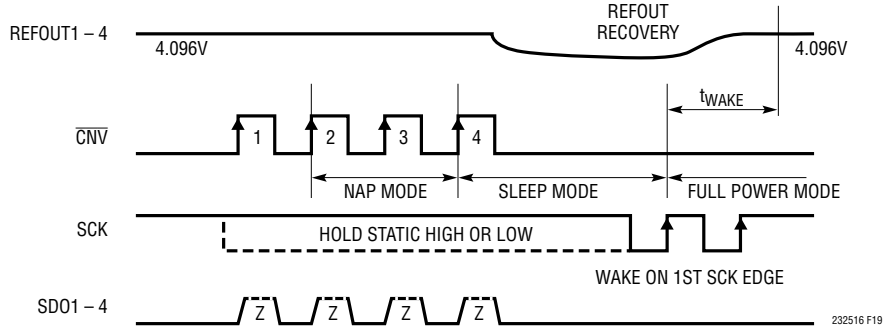 REFOUT
RECOVERY
REFOUT1 – 4
4.096V
4.096V
tWAKE
CNV
1
2
3
4
NAP MODE
SLEEP MODE
FULL POWER MODE
SCK
HOLD STATIC HIGH OR LOW
WAKE ON 1ST SCK EDGE
SDO1 – 4
Z
Z
Z
Z
232516 F19